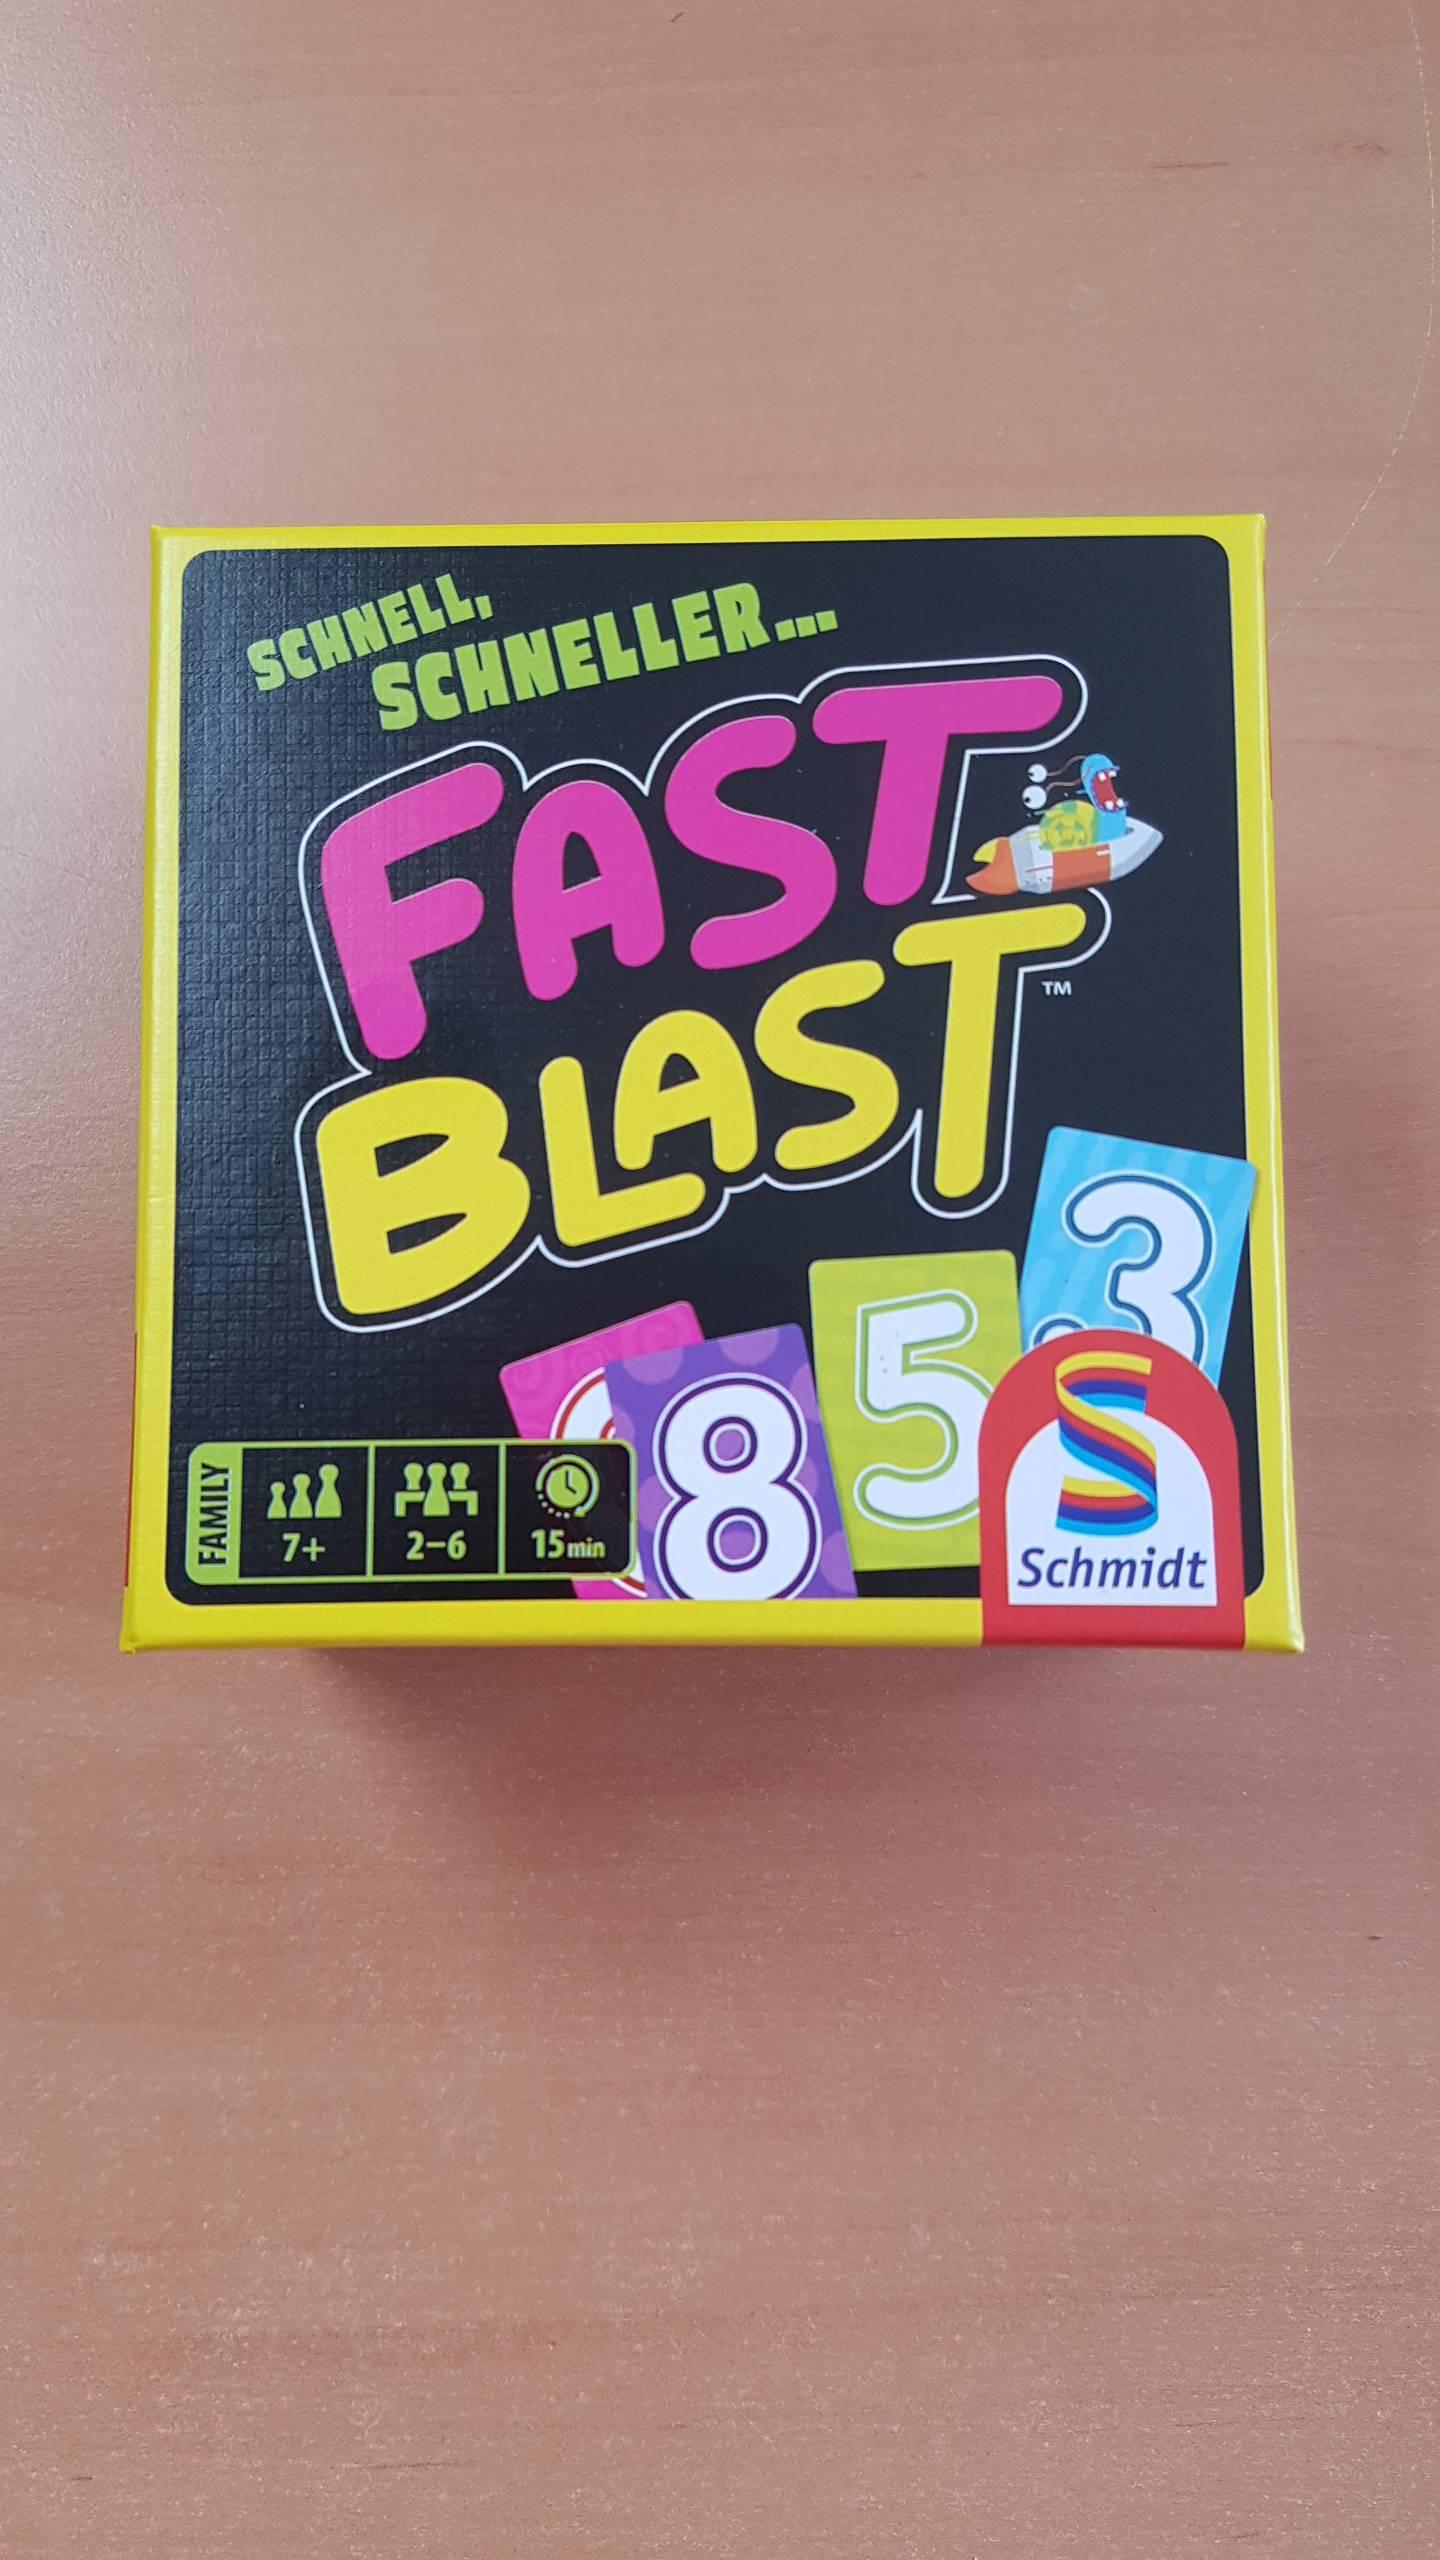 SCHNELL,
SCHNELLER...
FAST
BLAST
TM
3
5
8
FAMILY
7+
2–6
15 min
Schmidt